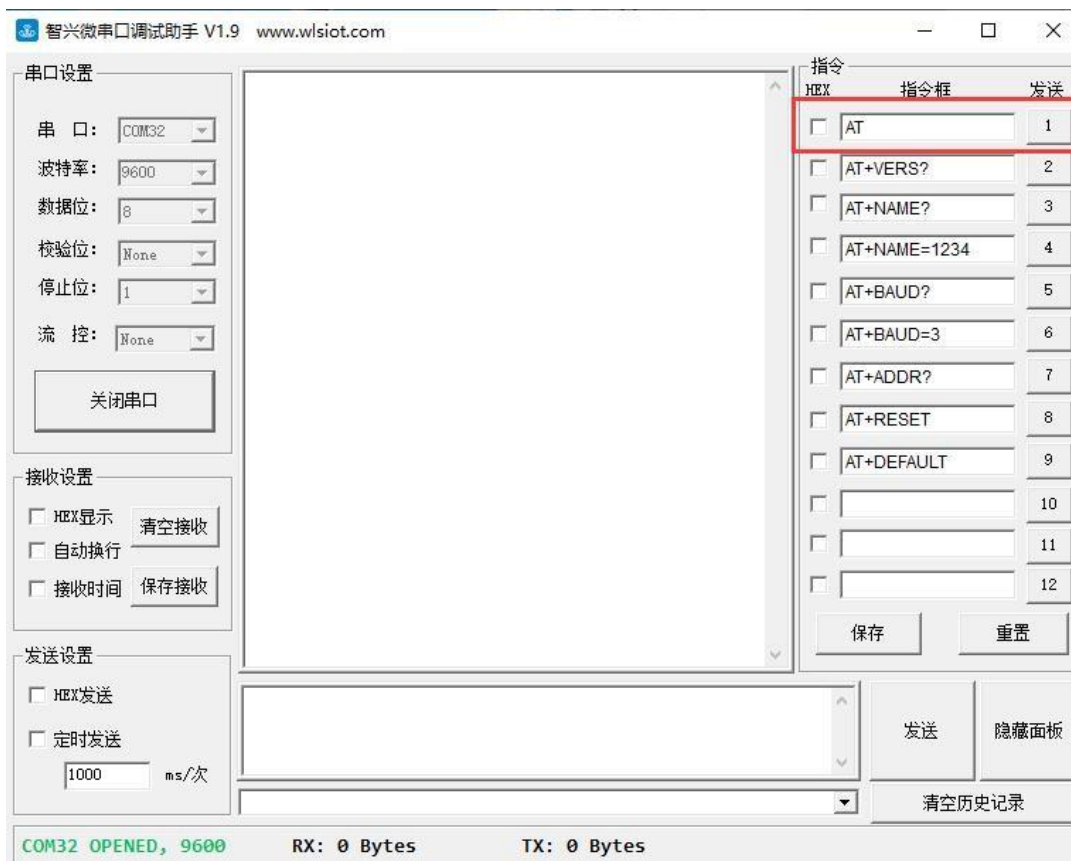 智兴微串口调试助手 V1.9 www.wlsiot.com
串口设置
串 口: COM32
波特率: 9600
数据位: 8
校验位: None
停止位: 1
流 控: None
关闭串口
接收设置
HEX显示
清空接收
自动换行
接收时间
保存接收
发送设置
HEX发送
定时发送
1000 ms/次
指令
HEX 指令框 发送
AT 1
AT+VERS? 2
AT+NAME? 3
AT+NAME=1234 4
AT+BAUD? 5
AT+BAUD=3 6
AT+ADDR? 7
AT+RESET 8
AT+DEFAULT 9
10
11
12
保存 重置
发送 隐藏面板
清空历史记录
COM32 OPENED, 9600 RX: 0 Bytes TX: 0 Bytes